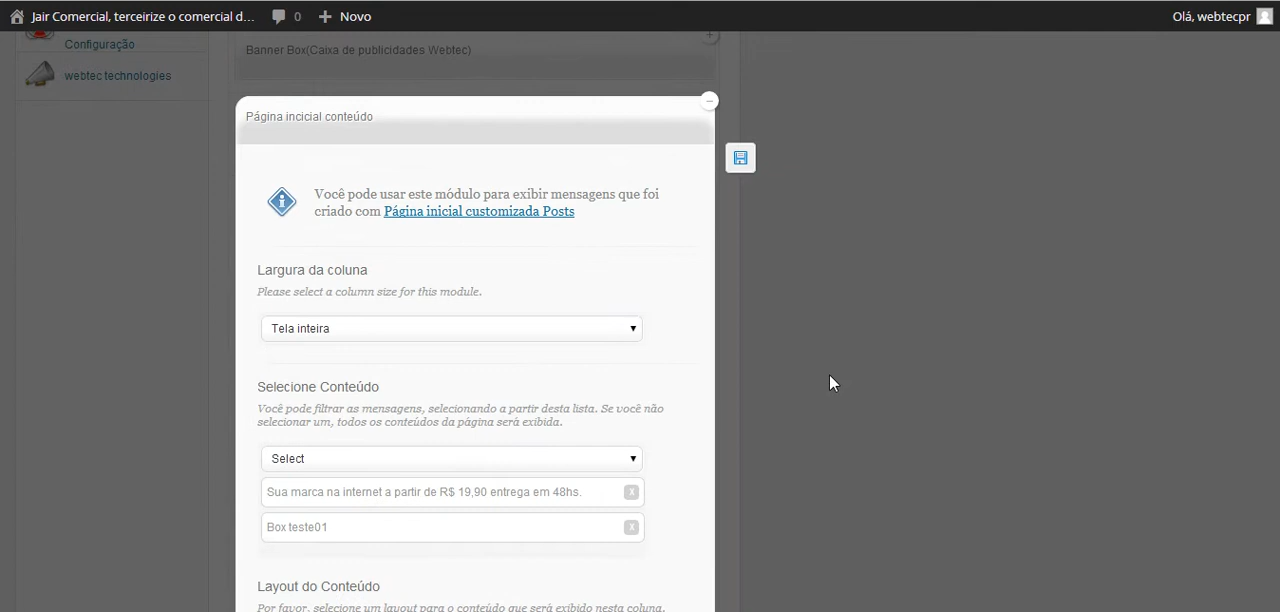 Jair Comercial, terceirize o comercial d... 0 + Novo Olá, webtecpr
Configuração
webtec technologies
Banner Box(Caixa de publicidades Webtec)
+
Página incicial conteúdo
Você pode usar este módulo para exibir mensagens que foi
criado com Página inicial customizada Posts
Largura da coluna
Please select a column size for this module.
Tela inteira
Selecione Conteúdo
Você pode filtrar as mensagens, selecionando a partir desta lista. Se você não
selecionar um, todos os conteúdos da página será exibida.
Select
Sua marca na internet a partir de R$ 19,90 entrega em 48hs. X
Box teste01 X
Layout do Conteúdo
Por favor, selecione um layout para o conteúdo que será exibido nesta coluna.